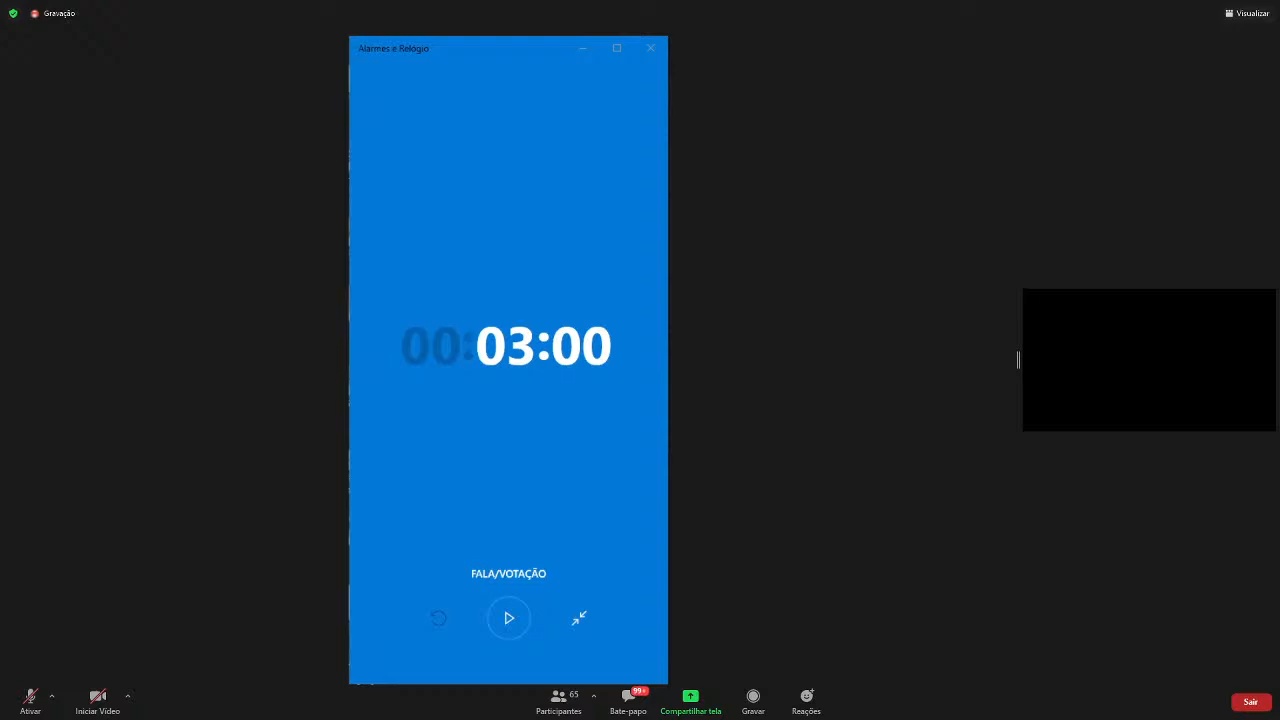 Gravação
Visualizar
Alarmes e Relógio
00:03:00
FALA/VOTAÇÃO
Ativar
Iniciar Vídeo
65
Participantes
99+
Bate-papo
Compartilhar tela
Gravar
Reações
Sair